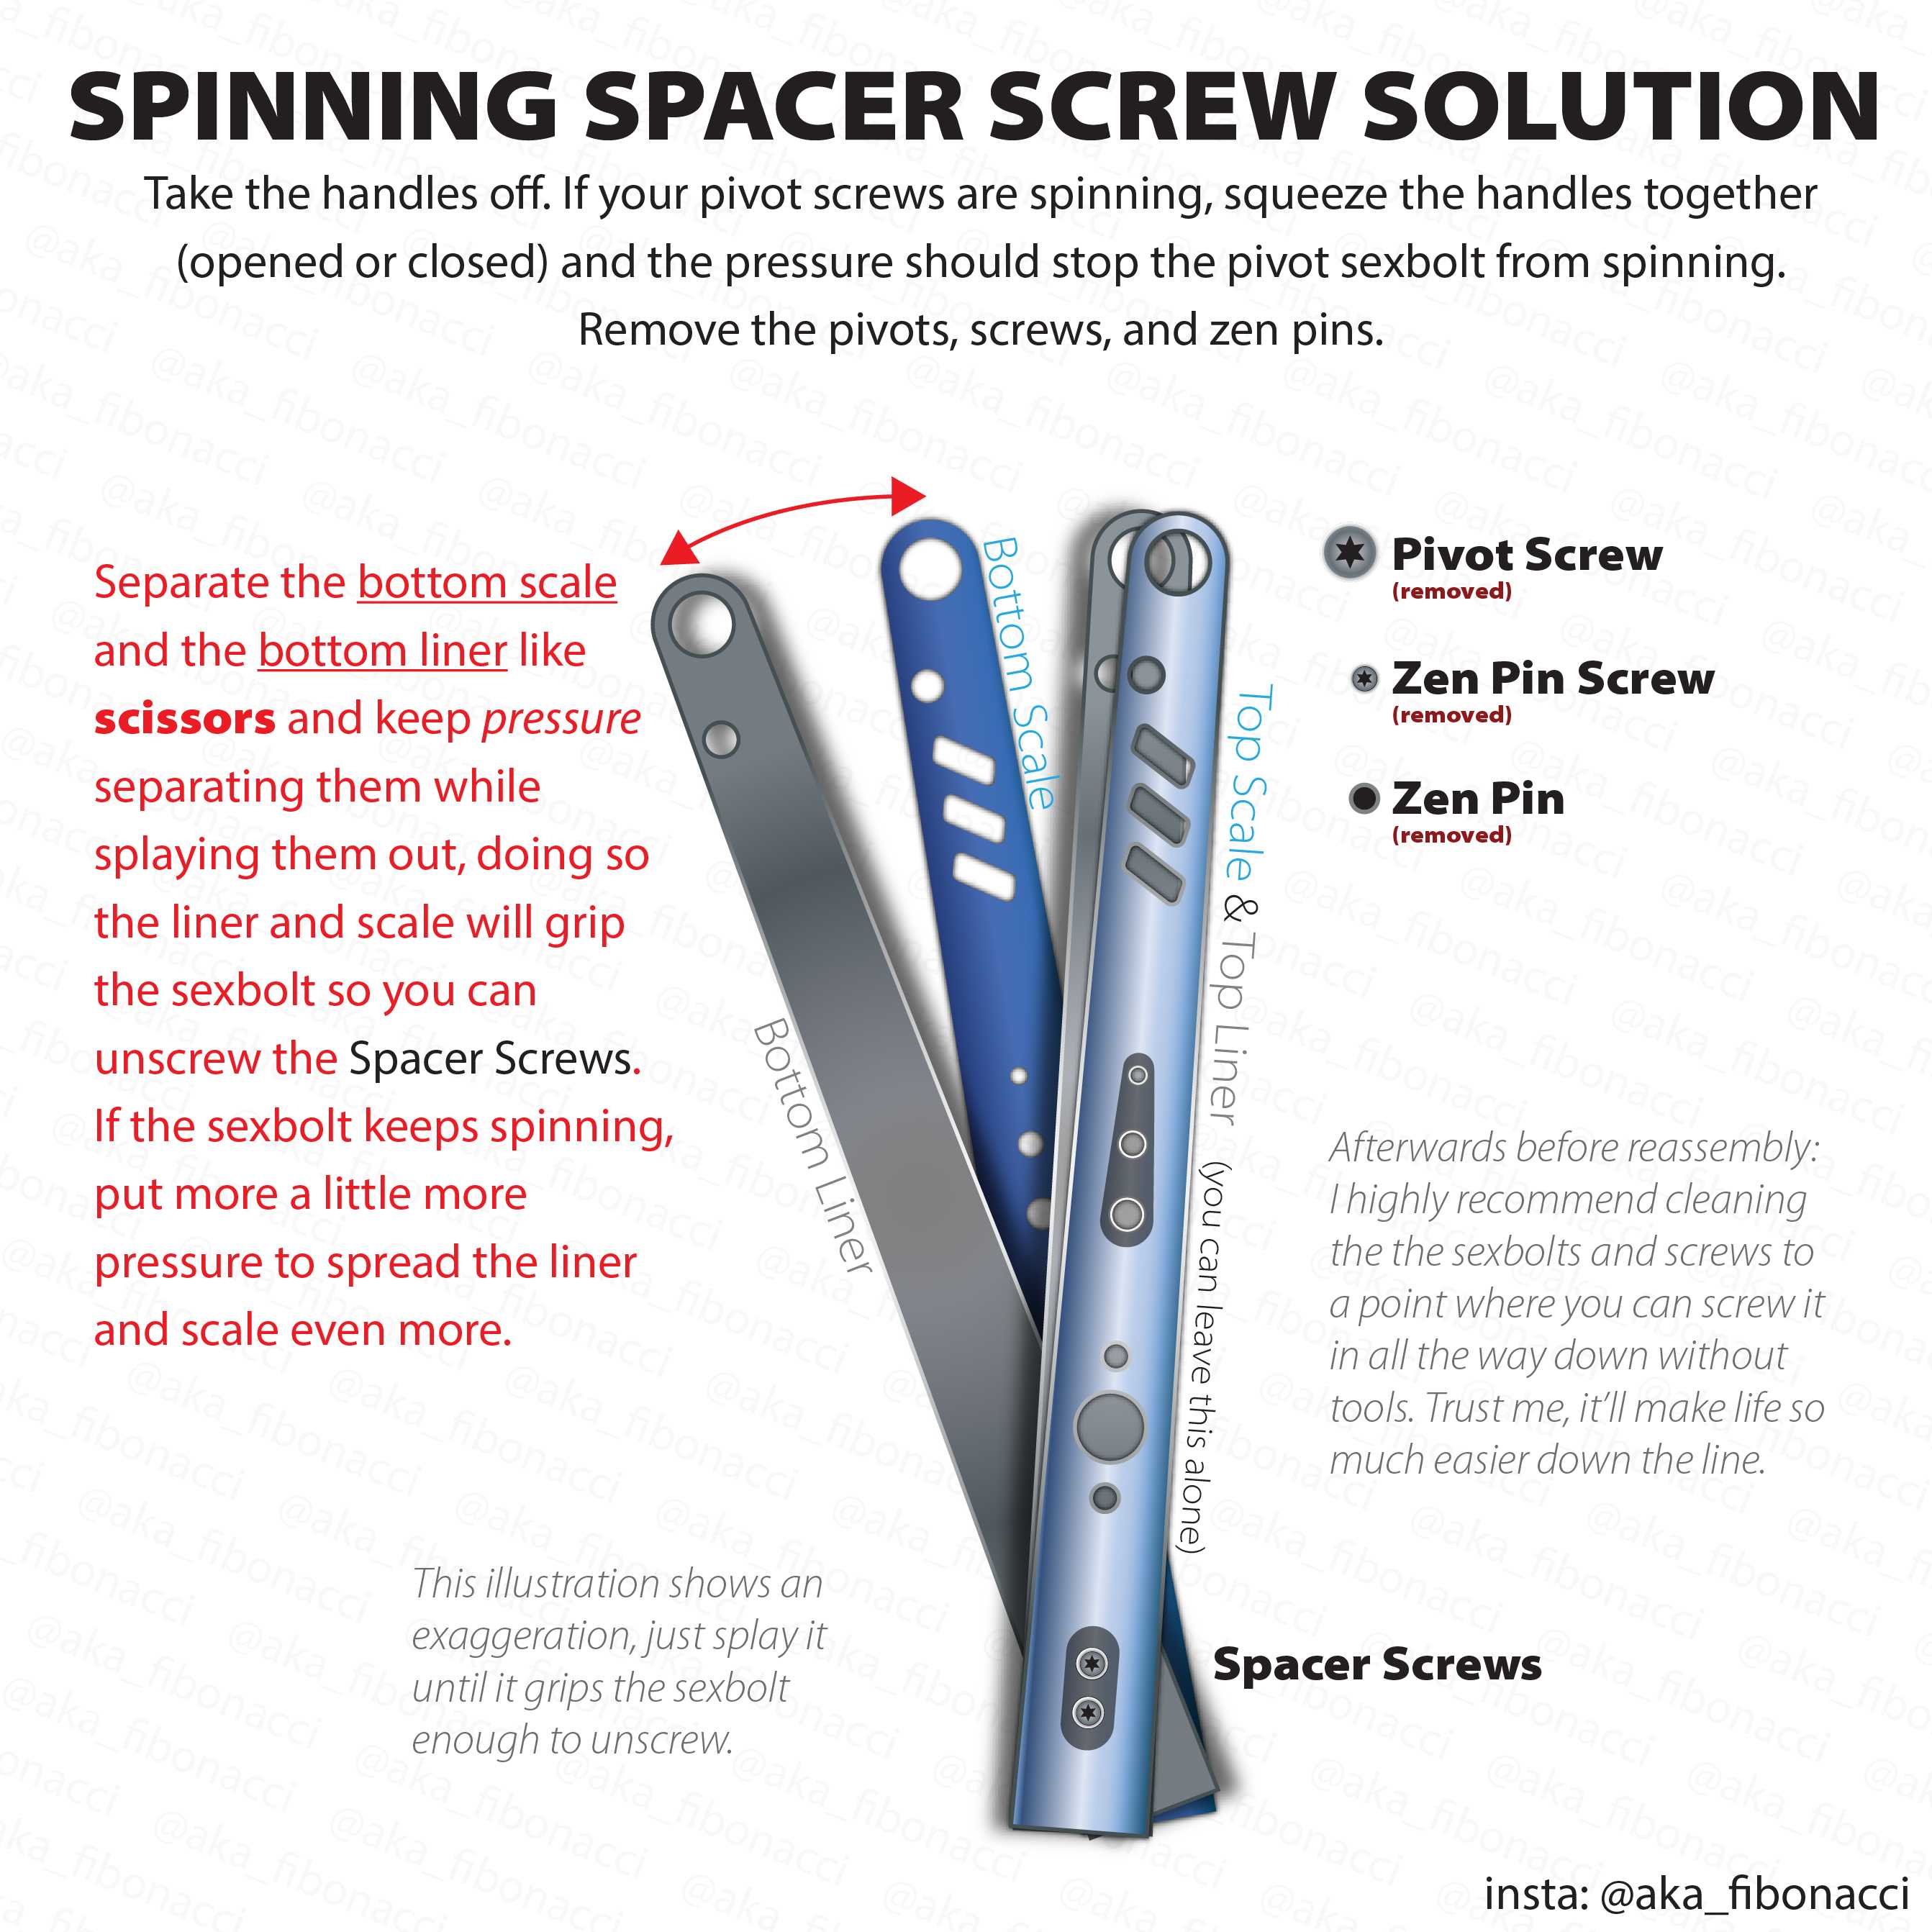 SPINNING SPACER SCREW SOLUTION
Take the handles off. If your pivot screws are spinning, squeeze the handles together
(opened or closed) and the pressure should stop the pivot sexbolt from spinning.
Remove the pivots, screws, and zen pins.
Separate the bottom scale
and the bottom liner like
scissors and keep pressure
separating them while
splaying them out, doing so
the liner and scale will grip
the sexbolt so you can
unscrew the Spacer Screws.
If the sexbolt keeps spinning,
put more a little more
pressure to spread the liner
and scale even more.
Bottom Liner
Bottom Scale
Top Scale & Top Liner (you can leave this alone)
Pivot Screw
(removed)
Zen Pin Screw
(removed)
Zen Pin
(removed)
Afterwards before reassembly:
I highly recommend cleaning
the the sexbolts and screws to
a point where you can screw it
in all the way down without
tools. Trust me, it'll make life so
much easier down the line.
This illustration shows an
exaggeration, just splay it
until it grips the sexbolt
enough to unscrew.
Spacer Screws
insta: @aka_fibonacci
@aka_fibonacci